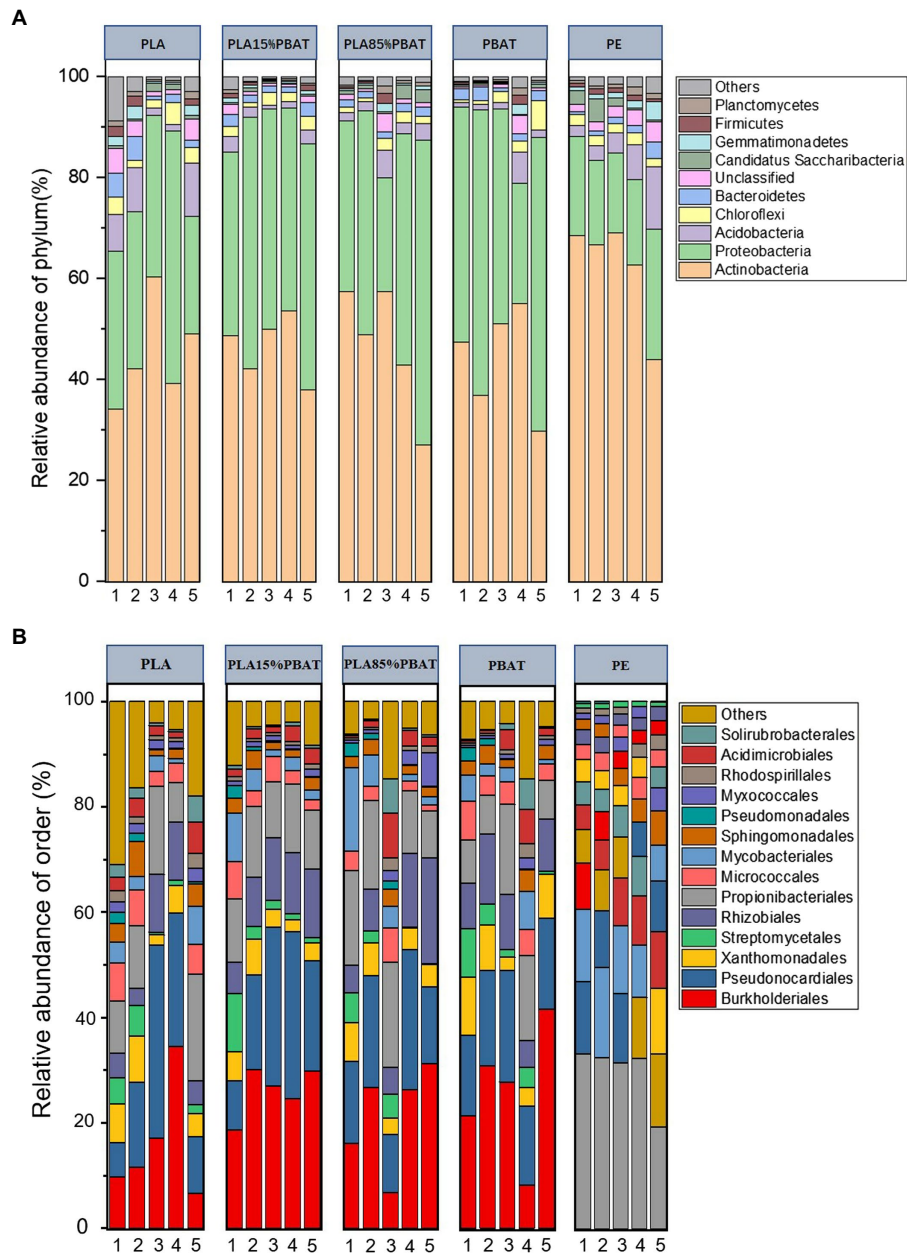 A
PLA
PLA15%PBAT
PLA85%PBAT
PBAT
PE
Relative abundance of phylum(%)
100
80
60
40
20
0
1 2 3 4 5
1 2 3 4 5
1 2 3 4 5
1 2 3 4 5
1 2 3 4 5
Others
Planctomycetes
Firmicutes
Gemmatimonadetes
Candidatus Saccharibacteria
Unclassified
Bacteroidetes
Chloroflexi
Acidobacteria
Proteobacteria
Actinobacteria
B
PLA
PLA15%PBAT
PLA85%PBAT
PBAT
PE
Relative abundance of order (%)
100
80
60
40
20
0
1 2 3 4 5
1 2 3 4 5
1 2 3 4 5
1 2 3 4 5
1 2 3 4 5
Others
Solirubrobacterales
Acidimicrobiales
Rhodospirillales
Myxococcales
Pseudomonadales
Sphingomonadales
Mycobacteriales
Micrococcales
Propionibacteriales
Rhizobiales
Streptomycetales
Xanthomonadales
Pseudonocardiales
Burkholderiales